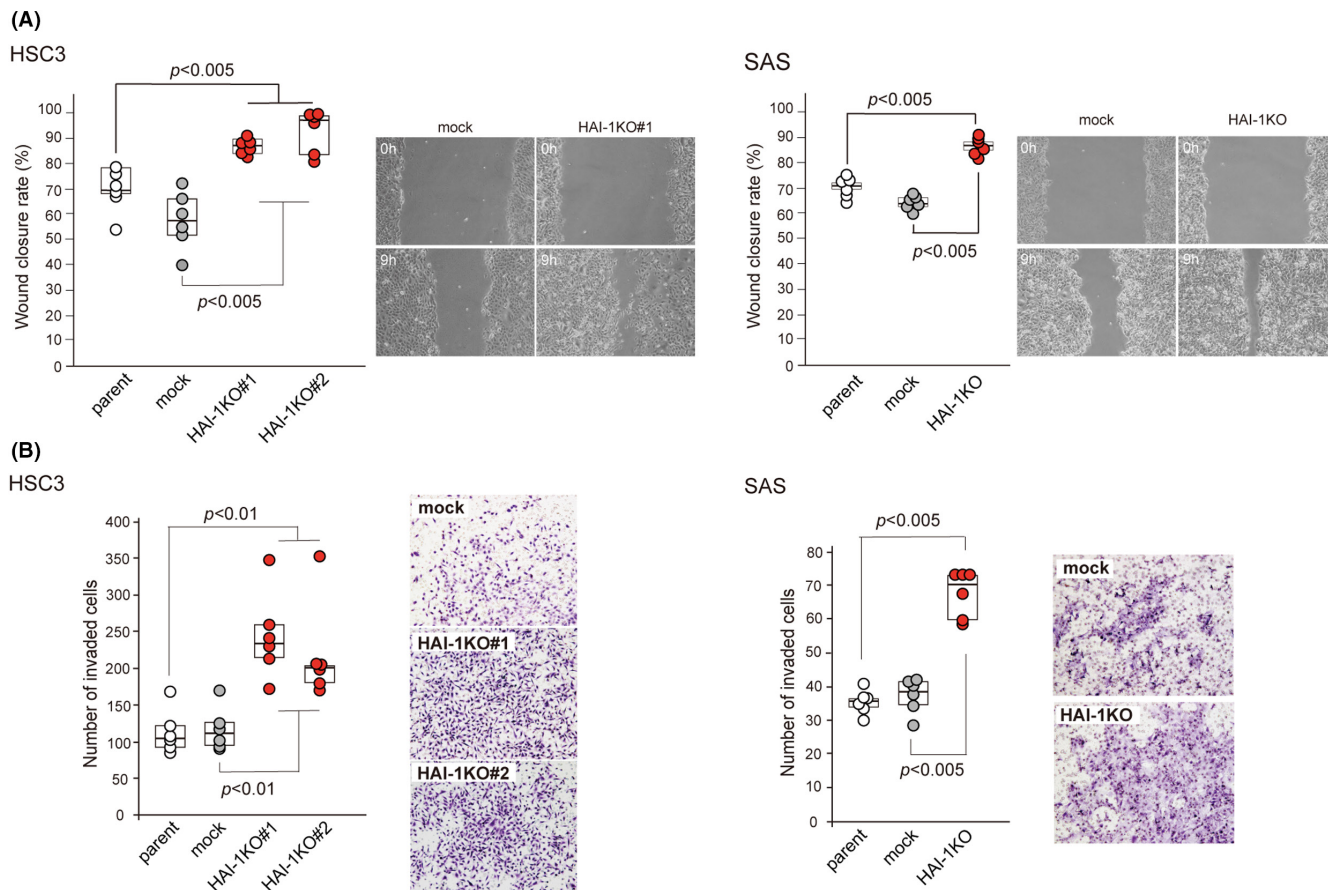 (A)
HSC3
p<0.005
Wound closure rate (%)
100
90
80
70
60
50
40
30
20
10
0
p<0.005
parent
mock
HAI-1KO#1
HAI-1KO#2
mock
HAI-1KO#1
0h
0h
9h
9h
SAS
p<0.005
Wound closure rate (%)
100
90
80
70
60
50
40
30
20
10
0
p<0.005
parent
mock
HAI-1KO
mock
HAI-1KO
0h
0h
9h
9h
(B)
HSC3
p<0.01
Number of invaded cells
400
350
300
250
200
150
100
50
0
p<0.01
parent
mock
HAI-1KO#1
HAI-1KO#2
mock
HAI-1KO#1
HAI-1KO#2
SAS
p<0.005
Number of invaded cells
80
70
60
50
40
30
20
10
0
p<0.005
parent
mock
HAI-1KO
mock
HAI-1KO